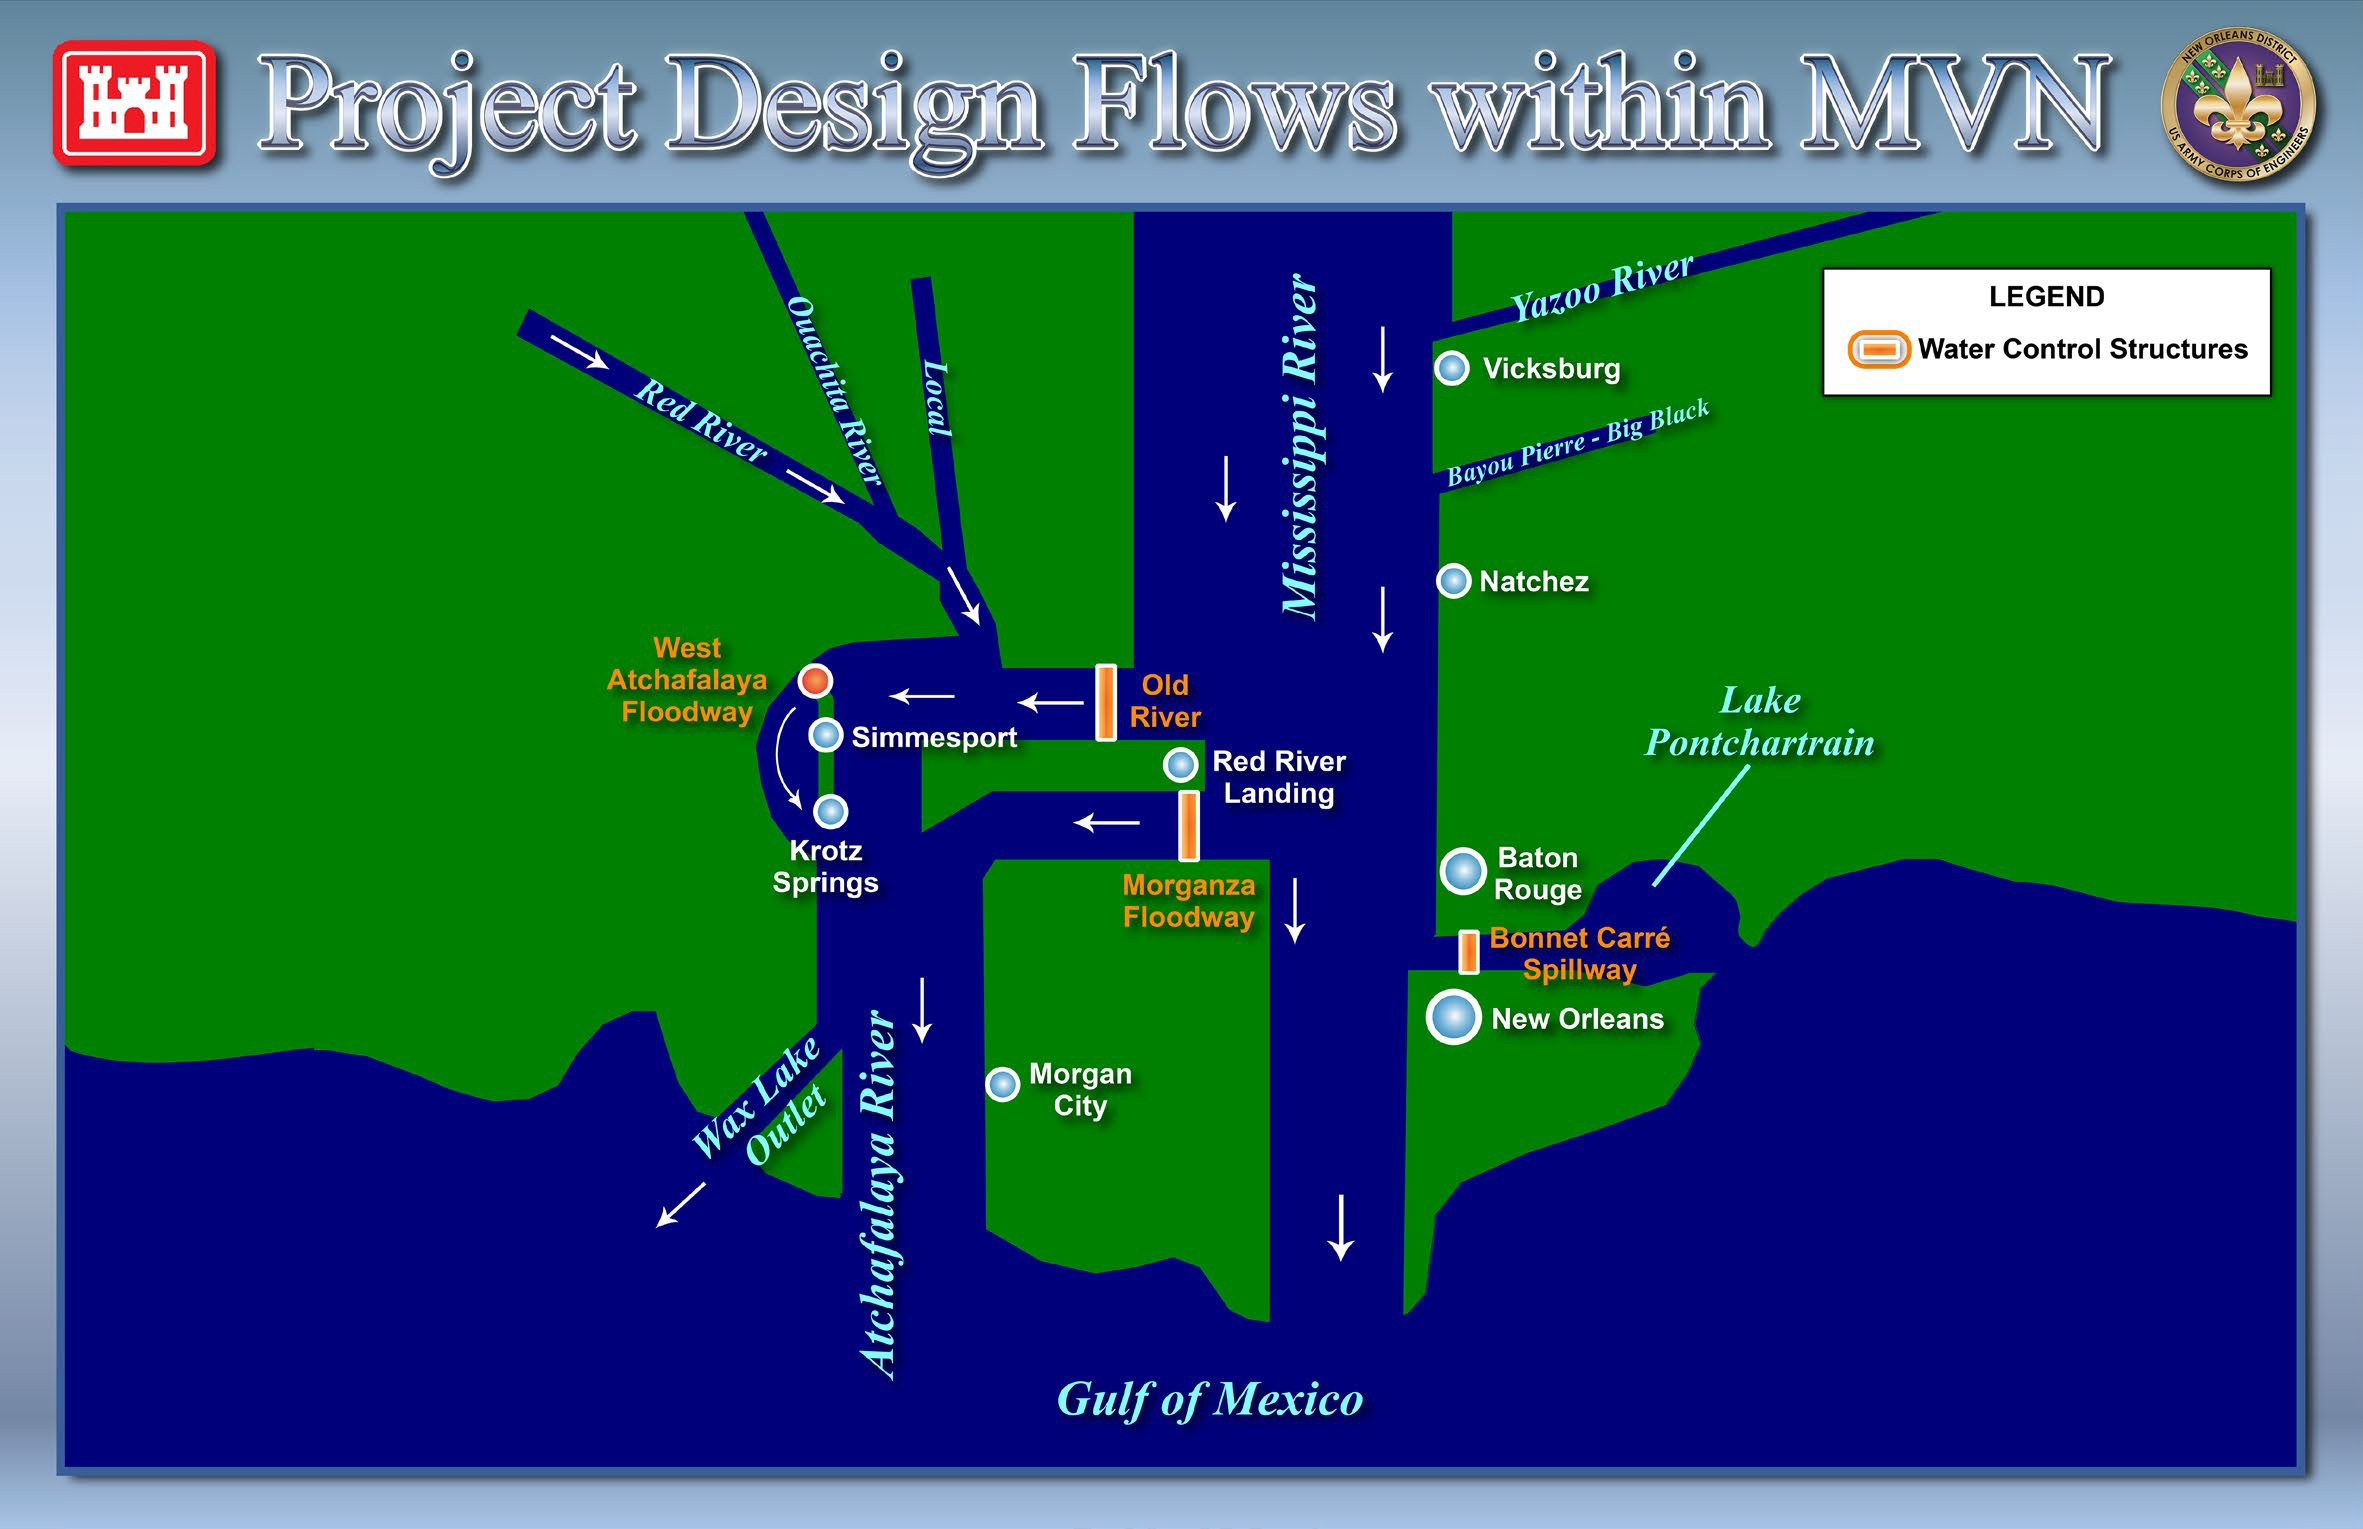 Project Design Flows within MVN
NEW ORLEANS DISTRICT
US ARMY CORPS OF ENGINEERS
LEGEND
Water Control Structures
Yazoo River
Mississippi River
Ouachita River
Local
Red River
Vicksburg
Bayou Pierre - Big Black
Natchez
West
Atchafalaya
Floodway
Old
River
Simmesport
Red River
Landing
Lake
Pontchartrain
Krotz
Springs
Morganza
Floodway
Baton
Rouge
Bonnet Carré
Spillway
New Orleans
Morgan
City
Wax Lake
Outlet
Atchafalaya River
Gulf of Mexico